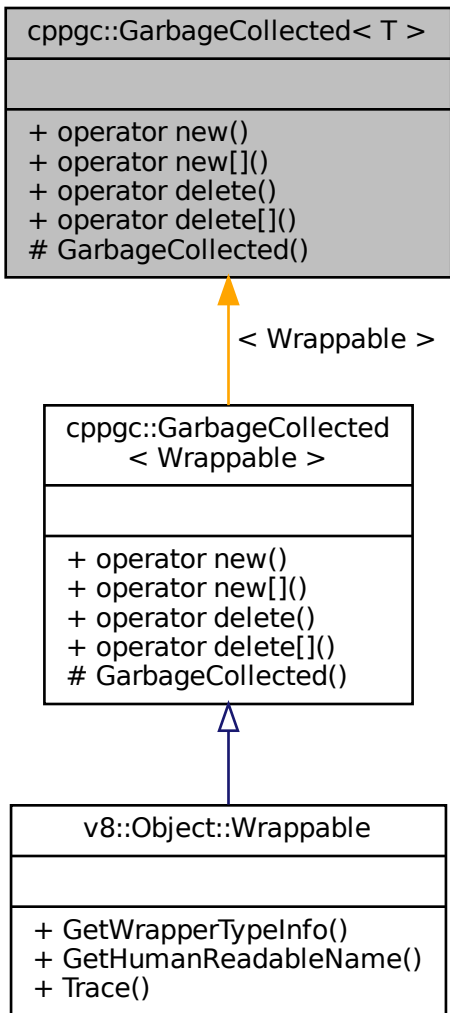 cppgc::GarbageCollected< T >
+ operator new()
+ operator new[]()
+ operator delete()
+ operator delete[]()
# GarbageCollected()
< Wrappable >
cppgc::GarbageCollected
< Wrappable >
+ operator new()
+ operator new[]()
+ operator delete()
+ operator delete[]()
# GarbageCollected()
v8::Object::Wrappable
+ GetWrapperTypeInfo()
+ GetHumanReadableName()
+ Trace()